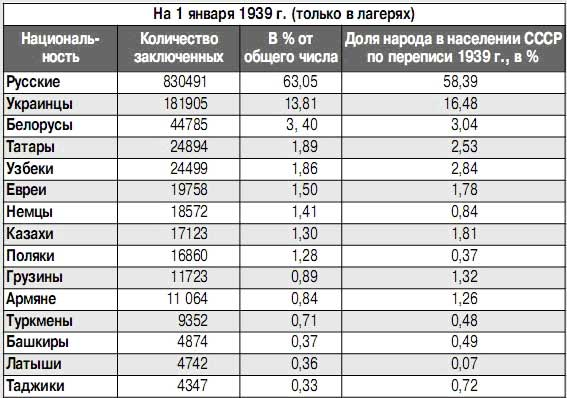 На 1 января 1939 г. (только в лагерях)
Националь-
ность
Количество
заключенных
В % от
общего числа
Доля народа в населении СССР
по переписи 1939 г., в %
Русские 830491 63,05 58,39
Украинцы 181905 13,81 16,48
Белорусы 44785 3, 40 3,04
Татары 24894 1,89 2,53
Узбеки 24499 1,86 2,84
Евреи 19758 1,50 1,78
Немцы 18572 1,41 0,84
Казахи 17123 1,30 1,81
Поляки 16860 1,28 0,37
Грузины 11723 0,89 1,32
Армяне 11 064 0,84 1,26
Туркмены 9352 0,71 0,48
Башкиры 4874 0,37 0,49
Латыши 4742 0,36 0,07
Таджики 4347 0,33 0,72